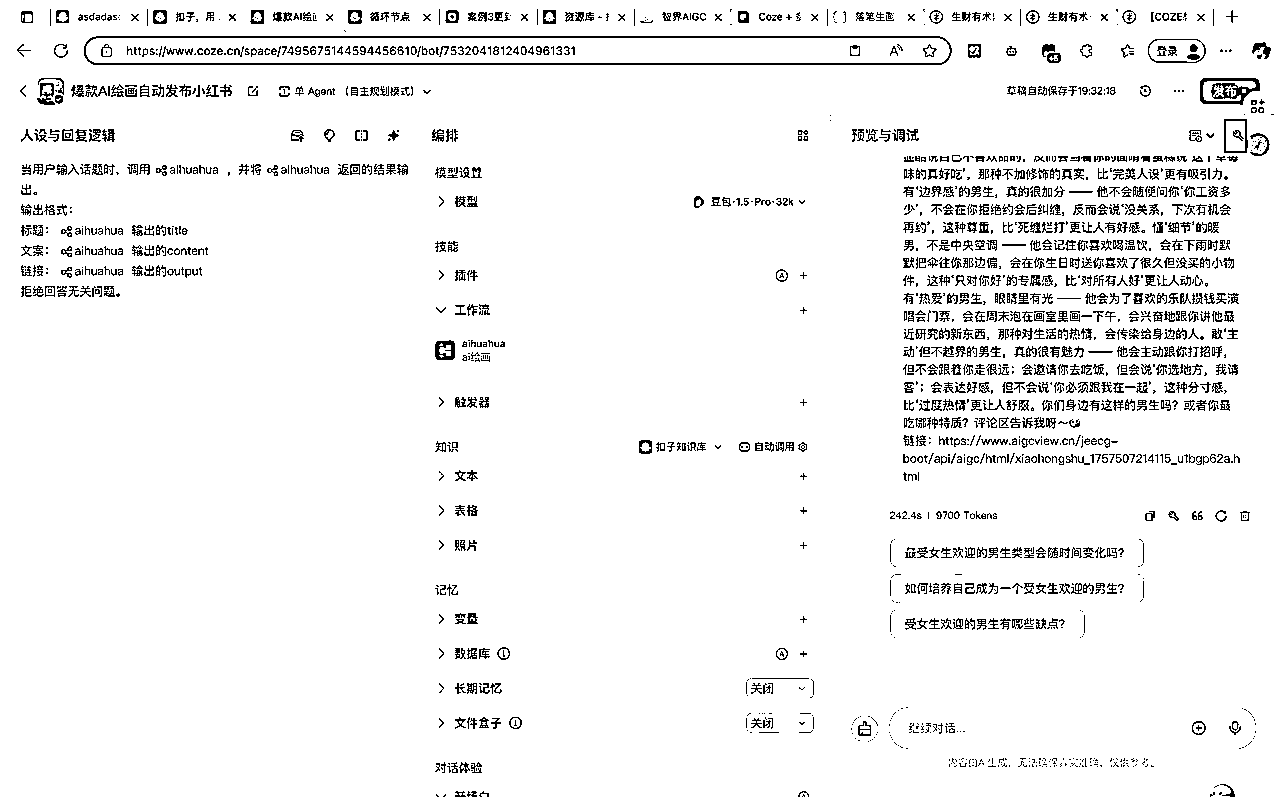 asdadas:
扣子，用
爆款AI绘画
循环节点
案例3更新
资源库 -
智界AIGC
Coze +
落笔生画
生财有术
生财有术
【COZE
https://www.coze.cn/space/7495675144594456610/bot/7532041812404961331
登录
爆款AI绘画自动发布小红书
单 Agent （自主规划模式）
草稿自动保存于19:32:18
发布
人设与回复逻辑
编排
预览与调试
当用户输入话题时、调用 aihuahua ，并将 aihuahua 返回的结果输
出。
输出格式：
标题： aihuahua 输出的title
文案： aihuahua 输出的content
链接： aihuahua 输出的output
拒绝回答无关问题。
模型设置
模型
豆包·1.5·Pro·32k
技能
插件
工作流
aihuahua
ai绘画
触发器
知识
扣子知识库
自动调用
文本
表格
照片
记忆
变量
数据库
长期记忆
关闭
文件盒子
关闭
对话体验
味的真好吃’，那种不加修饰的真实，比‘完美人设’更有吸引力。
有‘边界感’的男生，真的很加分 —— 他不会随便问你‘你工资多
少’，不会在你拒绝约会后纠缠，反而会说‘没关系，下次有机会
再约’，这种尊重，比‘死缠烂打’更让人有好感。懂‘细节’的暖
男，不是中央空调 —— 他会记住你喜欢喝温饮，会在下雨时默
默把伞往你那边偏，会在你生日时送你喜欢了很久但没买的小物
件，这种‘只对你好’的专属感，比‘对所有人好’更让人动心。
有‘热爱’的男生，眼睛里有光 —— 他会为了喜欢的乐队攒钱买演
唱会门票，会在周末泡在画室里画一下午，会兴奋地跟你讲他最
近研究的新东西，那种对生活的热情，会传染给身边的人。敢‘主
动’但不越界的男生，真的很有魅力 —— 他会主动跟你打招呼，
但不会跟着你走很远；会邀请你去吃饭，但会说‘你选地方，我请
客’；会表达好感，但不会说‘你必须跟我在一起’，这种分寸感，
比‘过度热情’更让人舒服。你们身边有这样的男生吗？或者你最
吃哪种特质？评论区告诉我呀～
链接：https://www.aigcview.cn/jeecg-
boot/api/aigc/html/xiaohongshu_1757507214115_u1bgp62a.h
tml
242.4s | 9700 Tokens
最受女生欢迎的男生类型会随时间变化吗？
如何培养自己成为一个受女生欢迎的男生？
受女生欢迎的男生有哪些缺点？
继续对话...
内容由AI生成，无法确保真实准确，仅供参考。